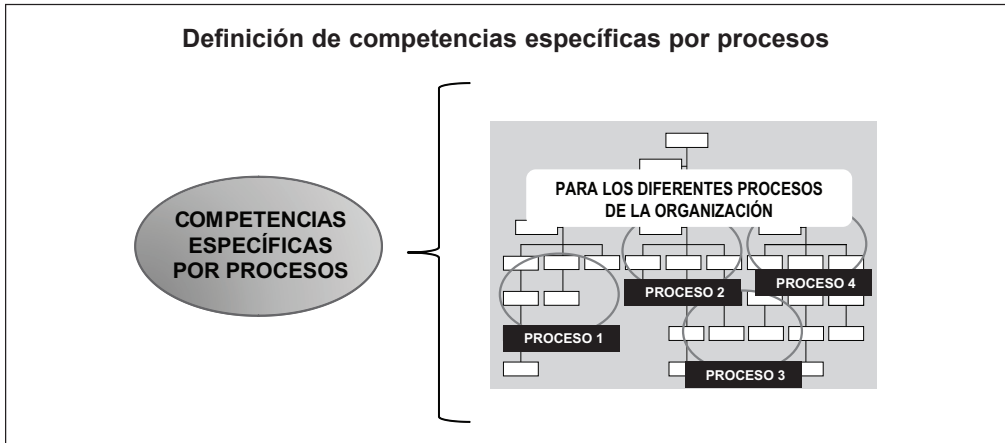 Definición de competencias específicas por procesos
COMPETENCIAS
ESPECÍFICAS
POR PROCESOS
PARA LOS DIFERENTES PROCESOS
DE LA ORGANIZACIÓN
PROCESO 1
PROCESO 2
PROCESO 3
PROCESO 4